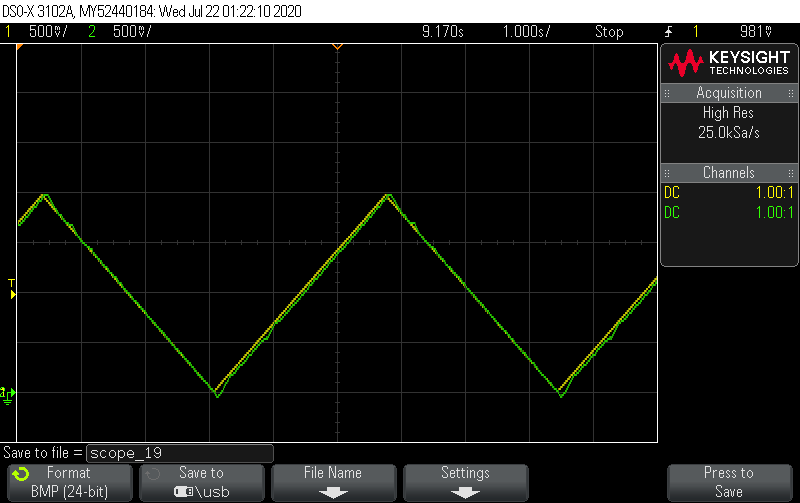 DSO-X 3102A, MY52440184: Wed Jul 22 01:22:10 2020
1 500mV/ 2 500mV/ 9.170s 1.000s/ Stop 1 981mV
KEYSIGHT
TECHNOLOGIES
Acquisition
High Res
25.0kSa/s
Channels
DC 1.00:1
DC 1.00:1
T
Save to file = scope_19
Format
BMP (24-bit)
Save to
\usb
File Name
Settings
Press to
Save